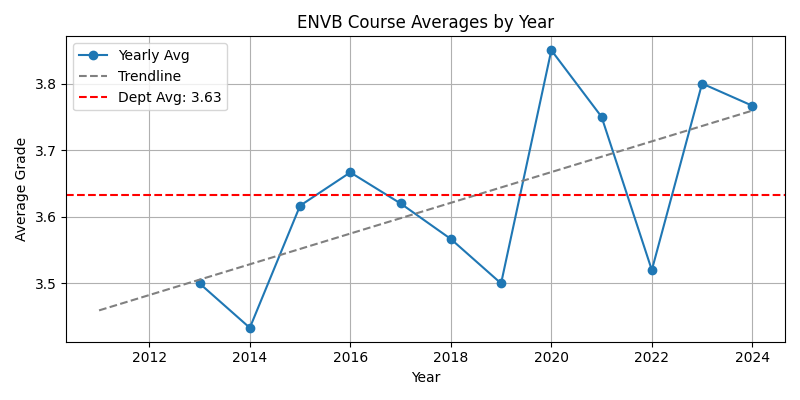 ENVB Course Averages by Year
Yearly Avg
Trendline
Dept Avg: 3.63
Average Grade
3.8
3.7
3.6
3.5
2012 2014 2016 2018 2020 2022 2024
Year